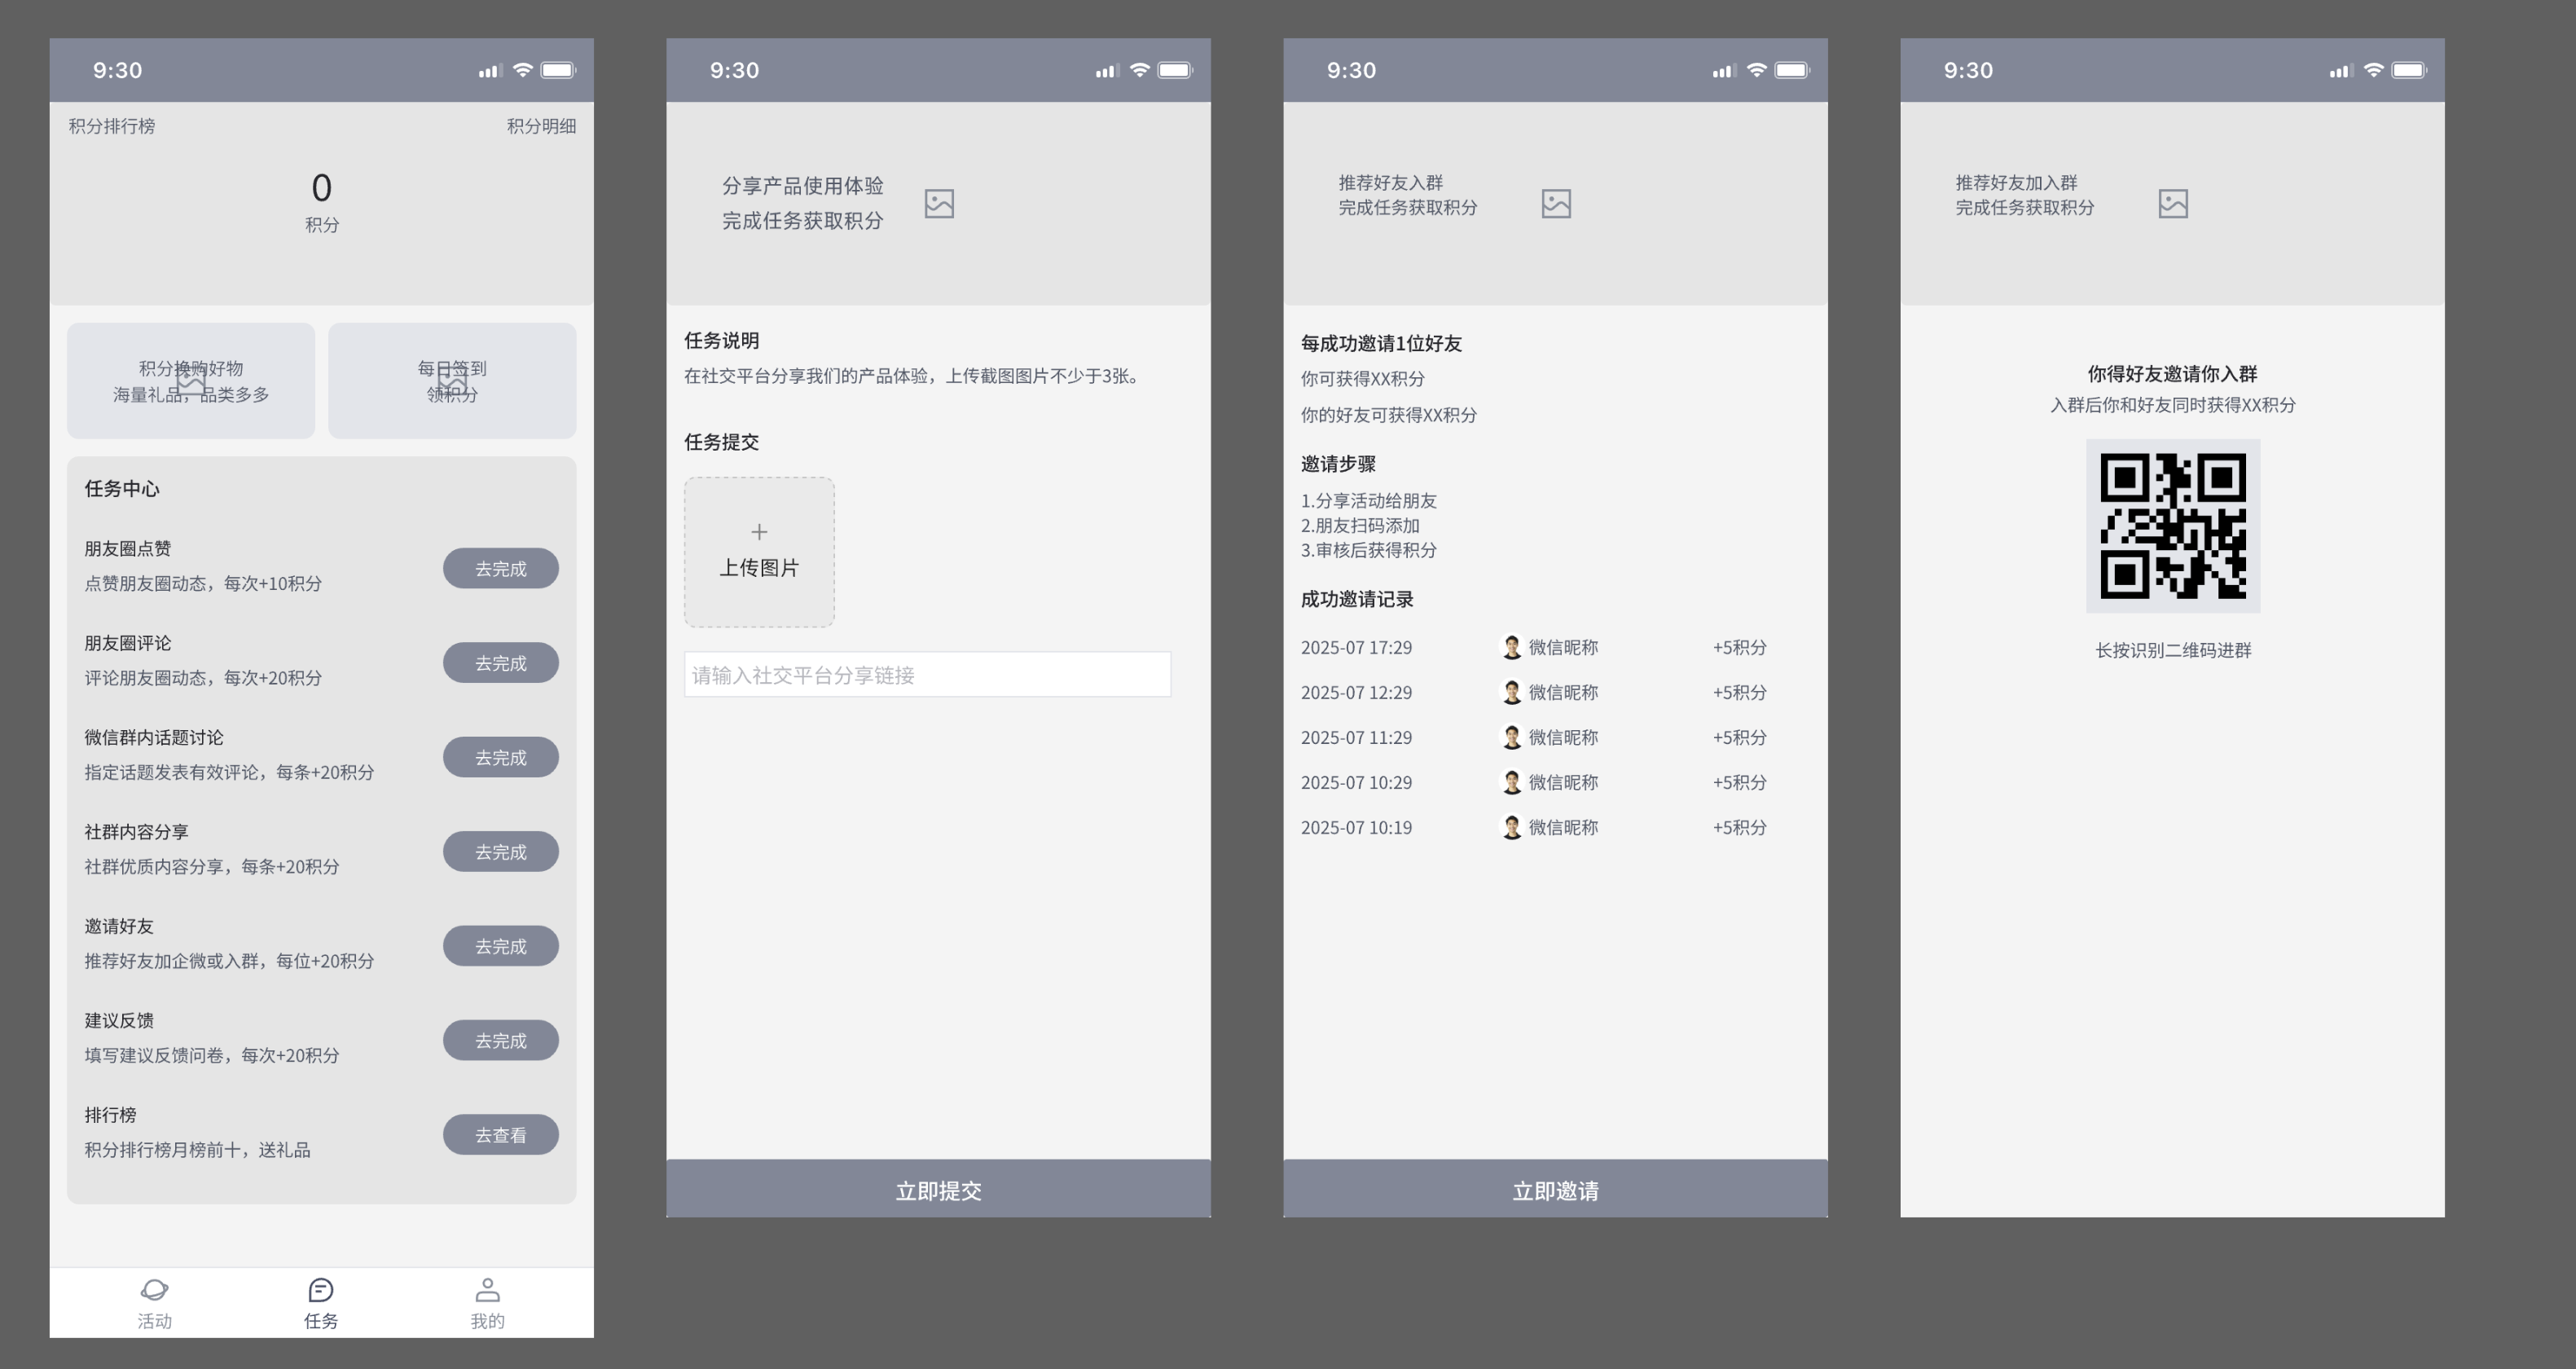 9:30
积分排行榜
积分明细
0
积分
积分换购好物
海量礼品，品类多多
每日签到
领积分
任务中心
朋友圈点赞
点赞朋友圈动态，每次+10积分
去完成
朋友圈评论
评论朋友圈动态，每次+20积分
去完成
微信群内话题讨论
指定话题发表有效评论，每条+20积分
去完成
社群内容分享
社群优质内容分享，每条+20积分
去完成
邀请好友
推荐好友加企微或入群，每位+20积分
去完成
建议反馈
填写建议反馈问卷，每次+20积分
去完成
排行榜
积分排行榜月榜前十，送礼品
去查看
活动
任务
我的
9:30
分享产品使用体验
完成任务获取积分
任务说明
在社交平台分享我们的产品体验，上传截图图片不少于3张。
任务提交
上传图片
请输入社交平台分享链接
立即提交
9:30
推荐好友入群
完成任务获取积分
每成功邀请1位好友
你可获得XX积分
你的好友可获得XX积分
邀请步骤
1.分享活动给朋友
2.朋友扫码添加
3.审核后获得积分
成功邀请记录
2025-07 17:29 微信昵称 +5积分
2025-07 12:29 微信昵称 +5积分
2025-07 11:29 微信昵称 +5积分
2025-07 10:29 微信昵称 +5积分
2025-07 10:19 微信昵称 +5积分
立即邀请
9:30
推荐好友加入群
完成任务获取积分
你得好友邀请你入群
入群后你和好友同时获得XX积分
长按识别二维码进群